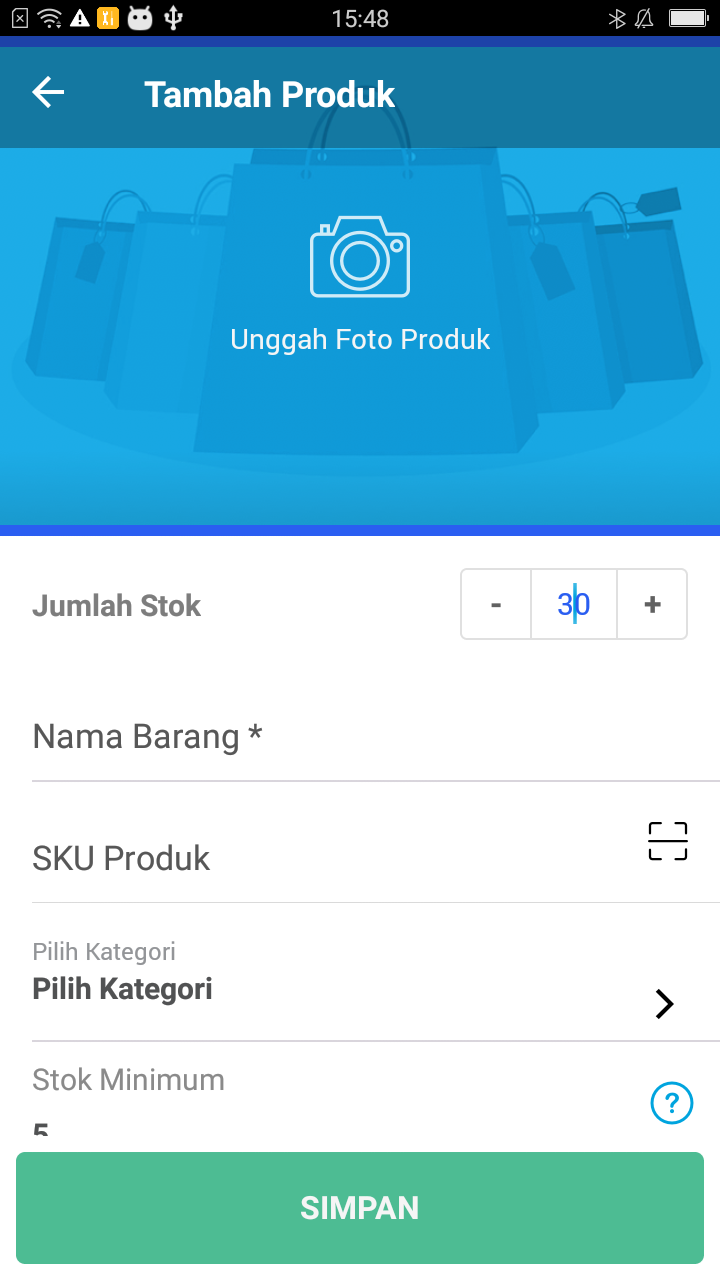 15:48
Tambah Produk
Unggah Foto Produk
Jumlah Stok
- 30 +
Nama Barang *
SKU Produk
Pilih Kategori
Pilih Kategori
Stok Minimum
?
5
SIMPAN